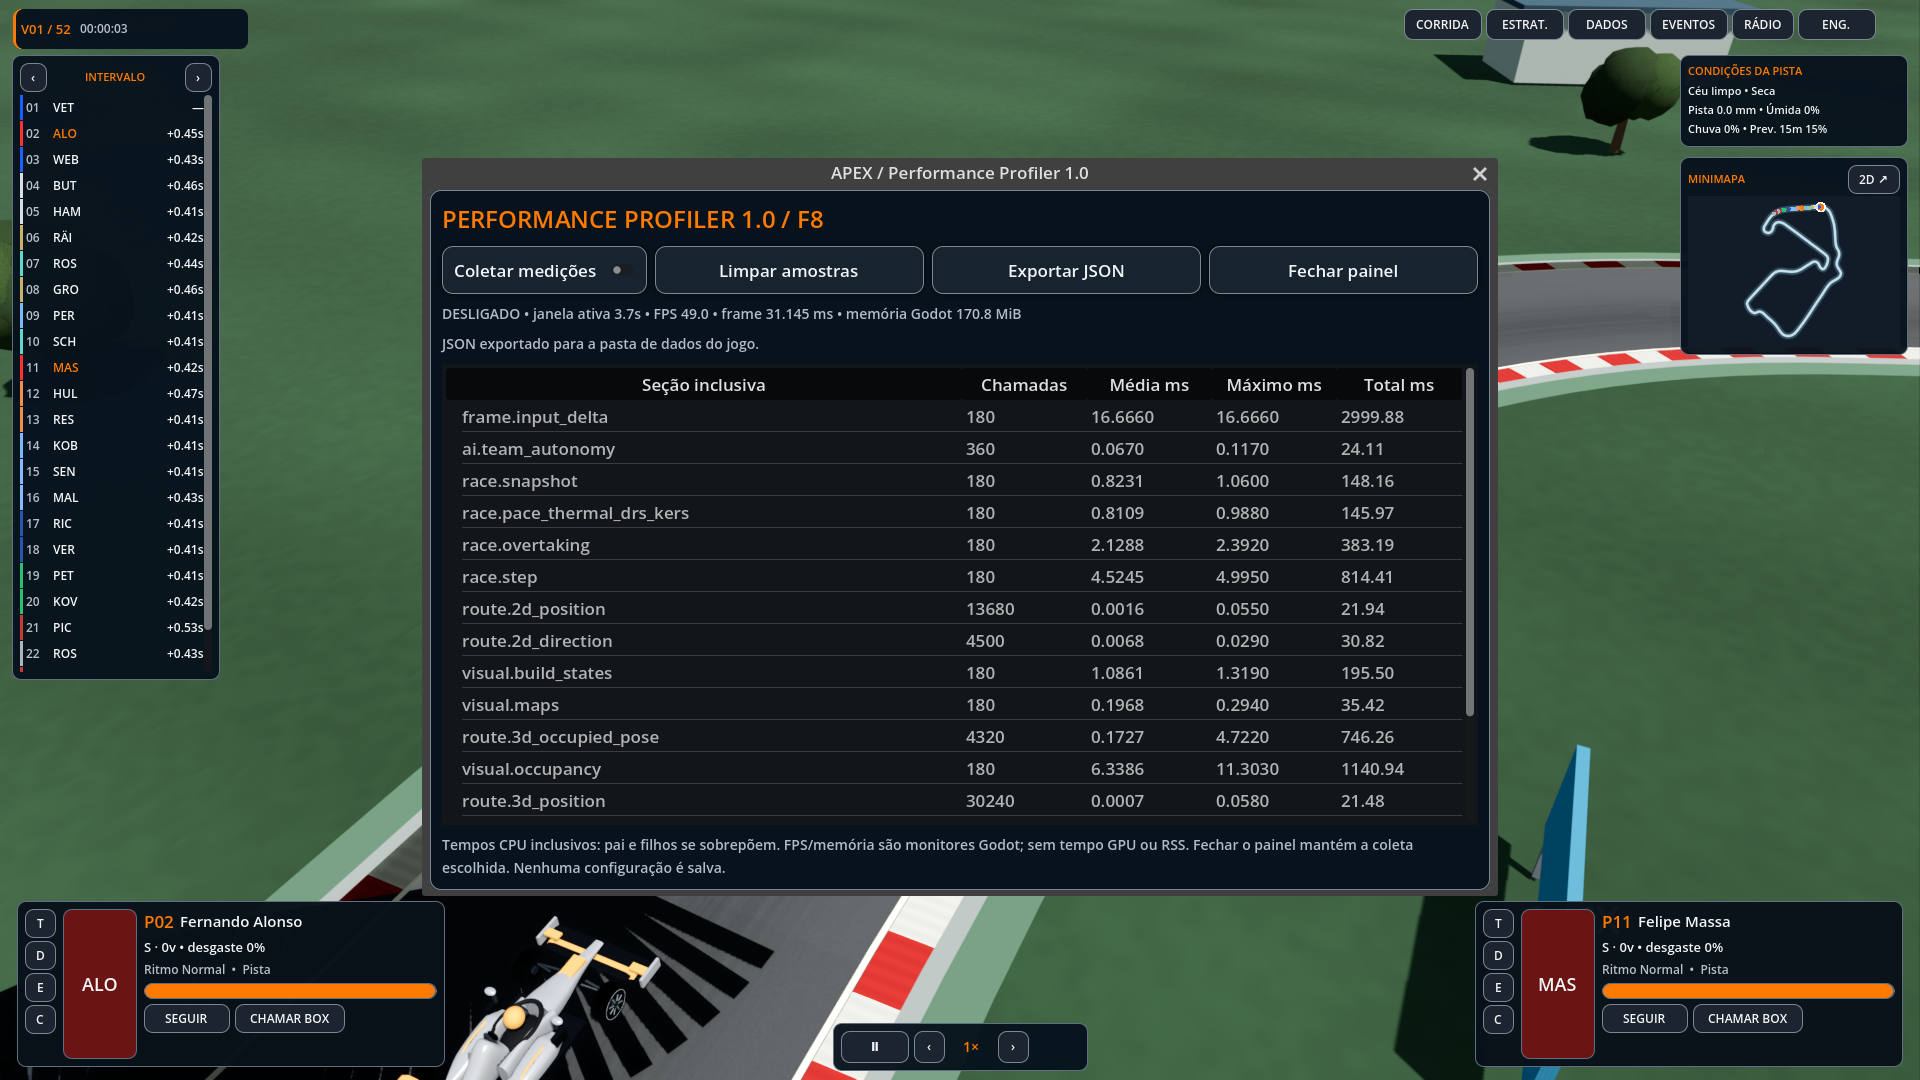 V01 / 52 00:00:03
CORRIDA ESTRAT. DADOS EVENTOS RÁDIO ENG.
‹ INTERVALO ›
01 VET —
02 ALO +0.45s
03 WEB +0.43s
04 BUT +0.46s
05 HAM +0.41s
06 RÄI +0.42s
07 ROS +0.44s
08 GRO +0.46s
09 PER +0.41s
10 SCH +0.41s
11 MAS +0.42s
12 HUL +0.47s
13 RES +0.41s
14 KOB +0.41s
15 SEN +0.41s
16 MAL +0.43s
17 RIC +0.41s
18 VER +0.41s
19 PET +0.41s
20 KOV +0.42s
21 PIC +0.53s
22 ROS +0.43s
CONDIÇÕES DA PISTA
Céu limpo • Seca
Pista 0.0 mm • Úmida 0%
Chuva 0% • Prev. 15m 15%
MINIMAPA 2D ↗
APEX / Performance Profiler 1.0 ✕
PERFORMANCE PROFILER 1.0 / F8
Coletar medições Limpar amostras Exportar JSON Fechar painel
DESLIGADO • janela ativa 3.7s • FPS 49.0 • frame 31.145 ms • memória Godot 170.8 MiB
JSON exportado para a pasta de dados do jogo.
Seção inclusiva Chamadas Média ms Máximo ms Total ms
frame.input_delta 180 16.6660 16.6660 2999.88
ai.team_autonomy 360 0.0670 0.1170 24.11
race.snapshot 180 0.8231 1.0600 148.16
race.pace_thermal_drs_kers 180 0.8109 0.9880 145.97
race.overtaking 180 2.1288 2.3920 383.19
race.step 180 4.5245 4.9950 814.41
route.2d_position 13680 0.0016 0.0550 21.94
route.2d_direction 4500 0.0068 0.0290 30.82
visual.build_states 180 1.0861 1.3190 195.50
visual.maps 180 0.1968 0.2940 35.42
route.3d_occupied_pose 4320 0.1727 4.7220 746.26
visual.occupancy 180 6.3386 11.3030 1140.94
route.3d_position 30240 0.0007 0.0580 21.48
Tempos CPU inclusivos: pai e filhos se sobrepõem. FPS/memória são monitores Godot; sem tempo GPU ou RSS. Fechar o painel mantém a coleta
escolhida. Nenhuma configuração é salva.
T
D
E
C
ALO
P02 Fernando Alonso
S · 0v • desgaste 0%
Ritmo Normal • Pista
SEGUIR CHAMAR BOX
‹ 1× ›
T
D
E
C
MAS
P11 Felipe Massa
S · 0v • desgaste 0%
Ritmo Normal • Pista
SEGUIR CHAMAR BOX